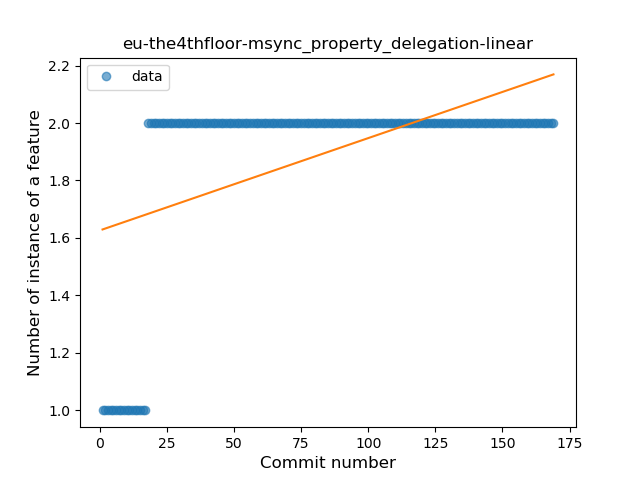 eu-the4thfloor-msync_property_delegation-linear
data
Number of instance of a feature
2.2
2.0
1.8
1.6
1.4
1.2
1.0
0 25 50 75 100 125 150 175
Commit number